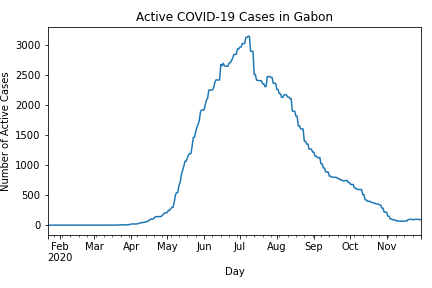 Active COVID-19 Cases in Gabon
Number of Active Cases
3000
2500
2000
1500
1000
500
0
Feb Mar Apr May Jun Jul Aug Sep Oct Nov
2020
Day